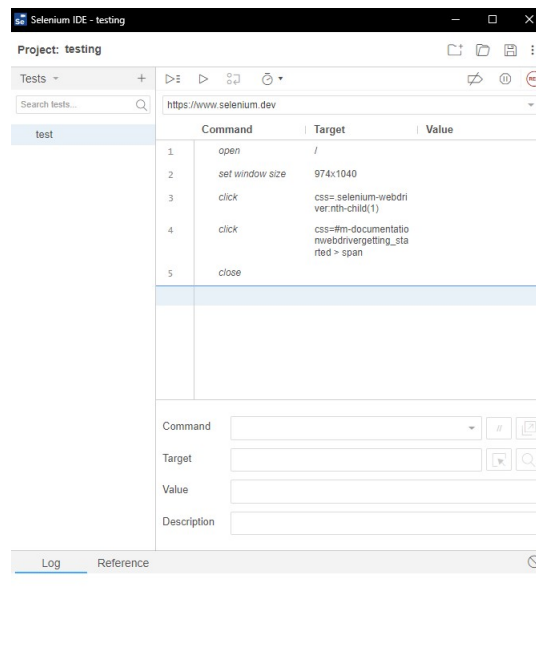 Se Selenium IDE - testing
Project: testing
Tests
Search tests...
test
https://www.selenium.dev
Command Target Value
1 open /
2 set window size 974x1040
3 click css=.selenium-webdri
ver:nth-child(1)
4 click css=#m-documentatio
nwebdrivergetting_sta
rted > span
5 close
Command
//
Target
Value
Description
Log Reference